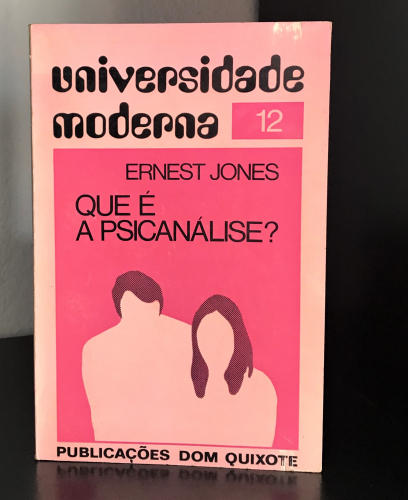 universidade
moderna 12
ERNEST JONES
QUE É
A PSICANÁLISE?
PUBLICAÇÕES DOM QUIXOTE